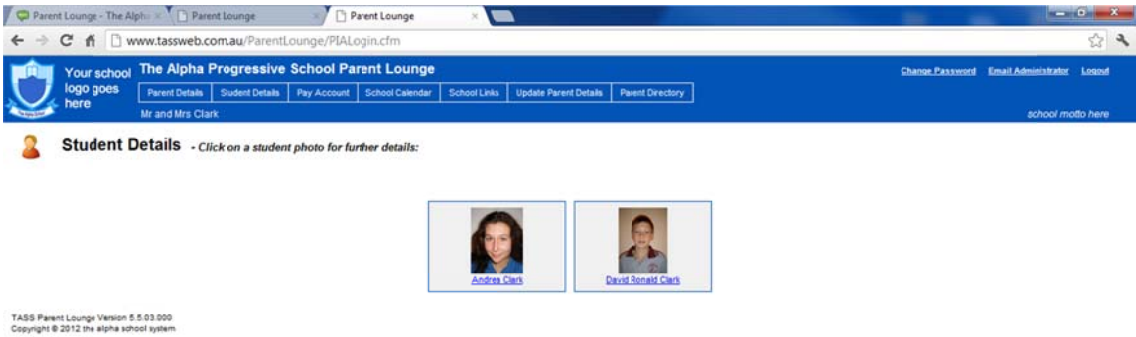 Parent Lounge - The Alph
Parent Lounge
Parent Lounge
www.tassweb.com.au/ParentLounge/PIALogin.cfm
Your school
logo goes
here
The Alpha Progressive School Parent Lounge
Change Password Email Administrator Logout
Parent Details Student Details Pay Account School Calendar School Links Update Parent Details Parent Directory
Mr and Mrs Clark
school motto here
Student Details - Click on a student photo for further details:
Andrea Clark
David Ronald Clark
TASS Parent Lounge Version 5.5.03.000
Copyright © 2012 the alpha school system